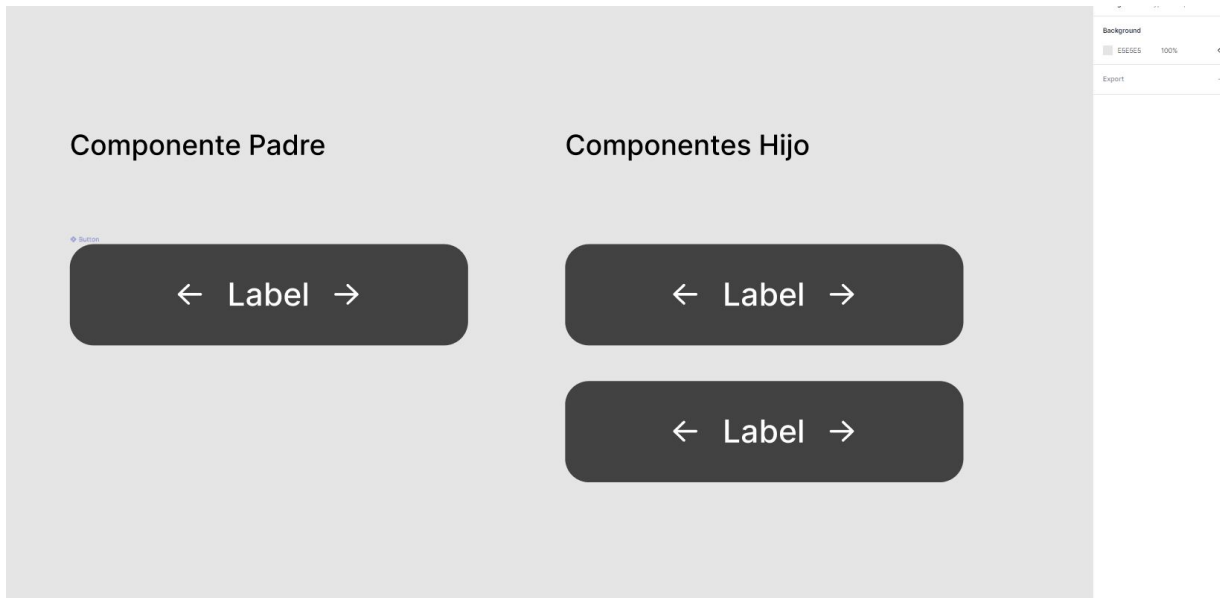 Background
E5E5E5 100%
Export
Componente Padre
Componentes Hijo
Button
← Label →
← Label →
← Label →